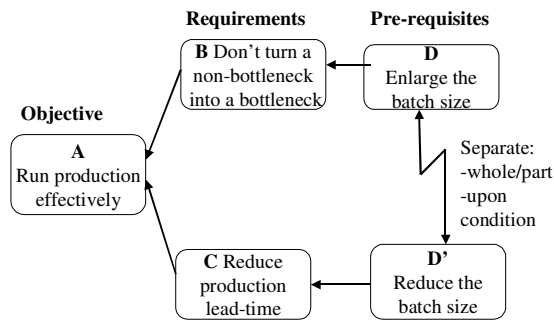 Requirements
Pre-requisites
B Don’t turn a
non-bottleneck
into a bottleneck
D
Enlarge the
batch size
Objective
A
Run production
effectively
Separate:
-whole/part
-upon
condition
C Reduce
production
lead-time
D’
Reduce the
batch size